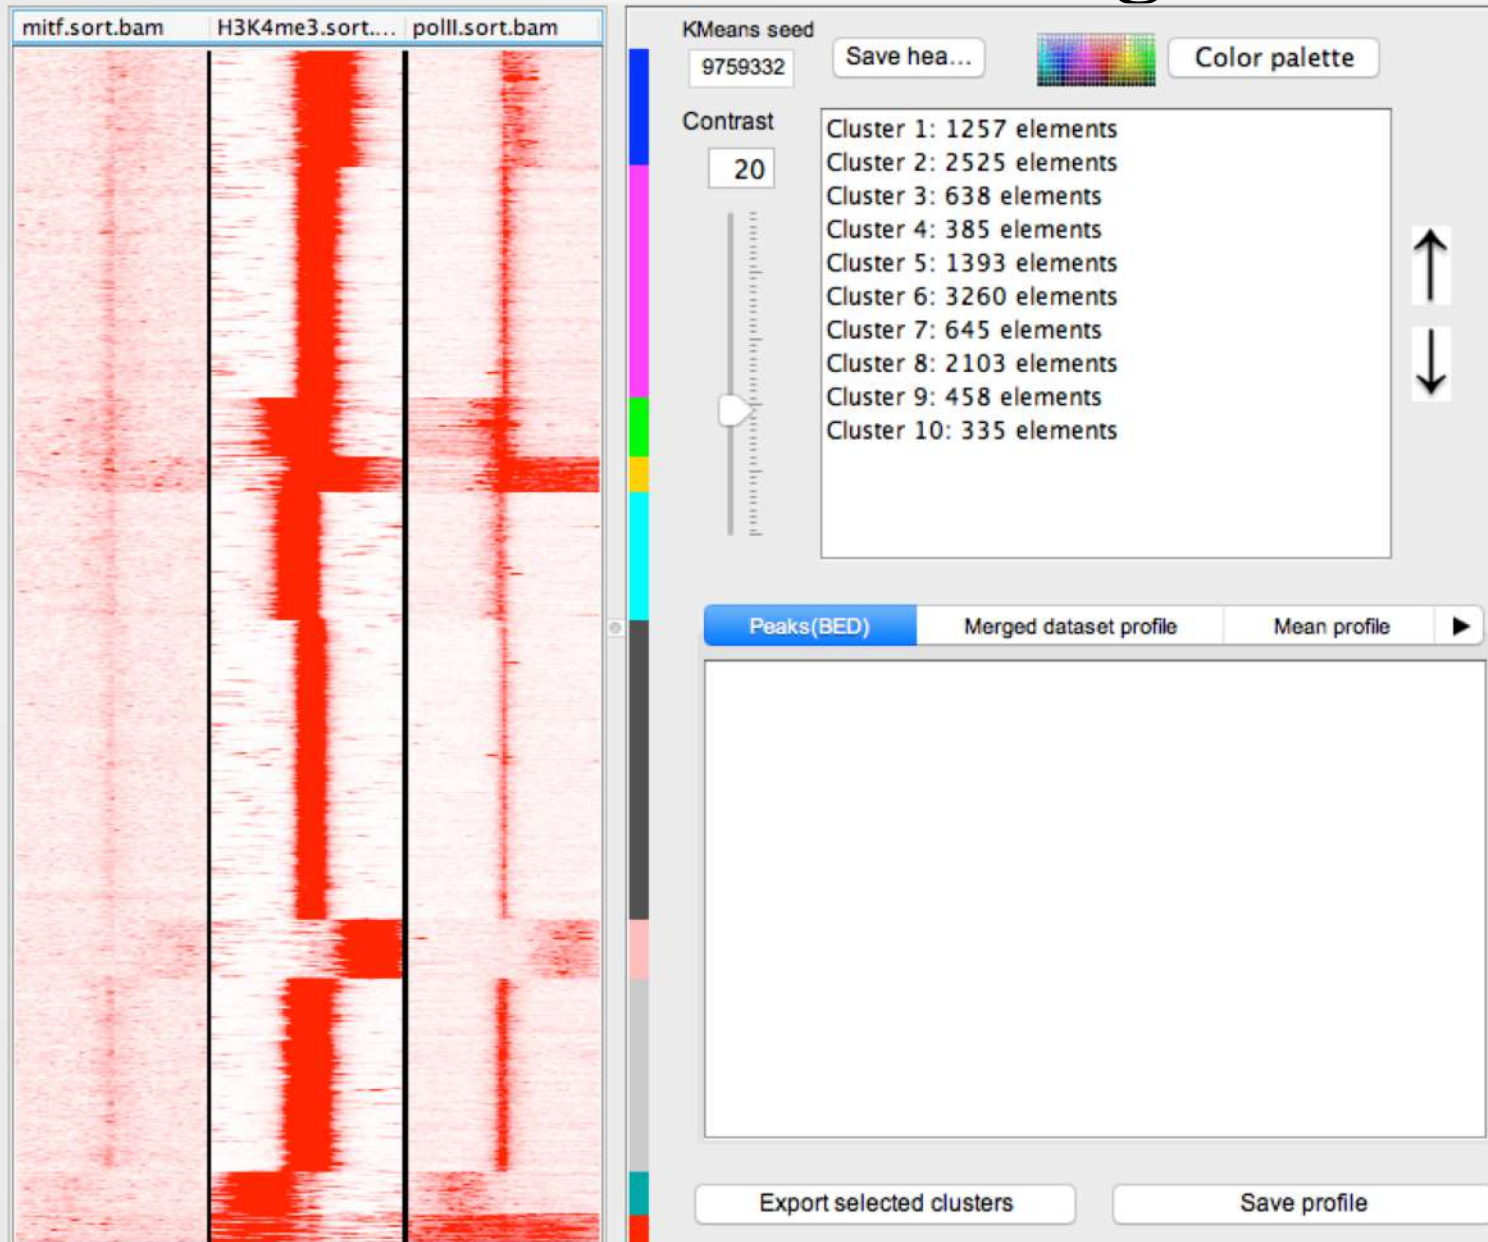 mitf.sort.bam H3K4me3.sort.... polII.sort.bam
KMeans seed
9759332
Save hea...
Color palette
Contrast
20
Cluster 1: 1257 elements
Cluster 2: 2525 elements
Cluster 3: 638 elements
Cluster 4: 385 elements
Cluster 5: 1393 elements
Cluster 6: 3260 elements
Cluster 7: 645 elements
Cluster 8: 2103 elements
Cluster 9: 458 elements
Cluster 10: 335 elements
Peaks(BED) Merged dataset profile Mean profile
Export selected clusters Save profile